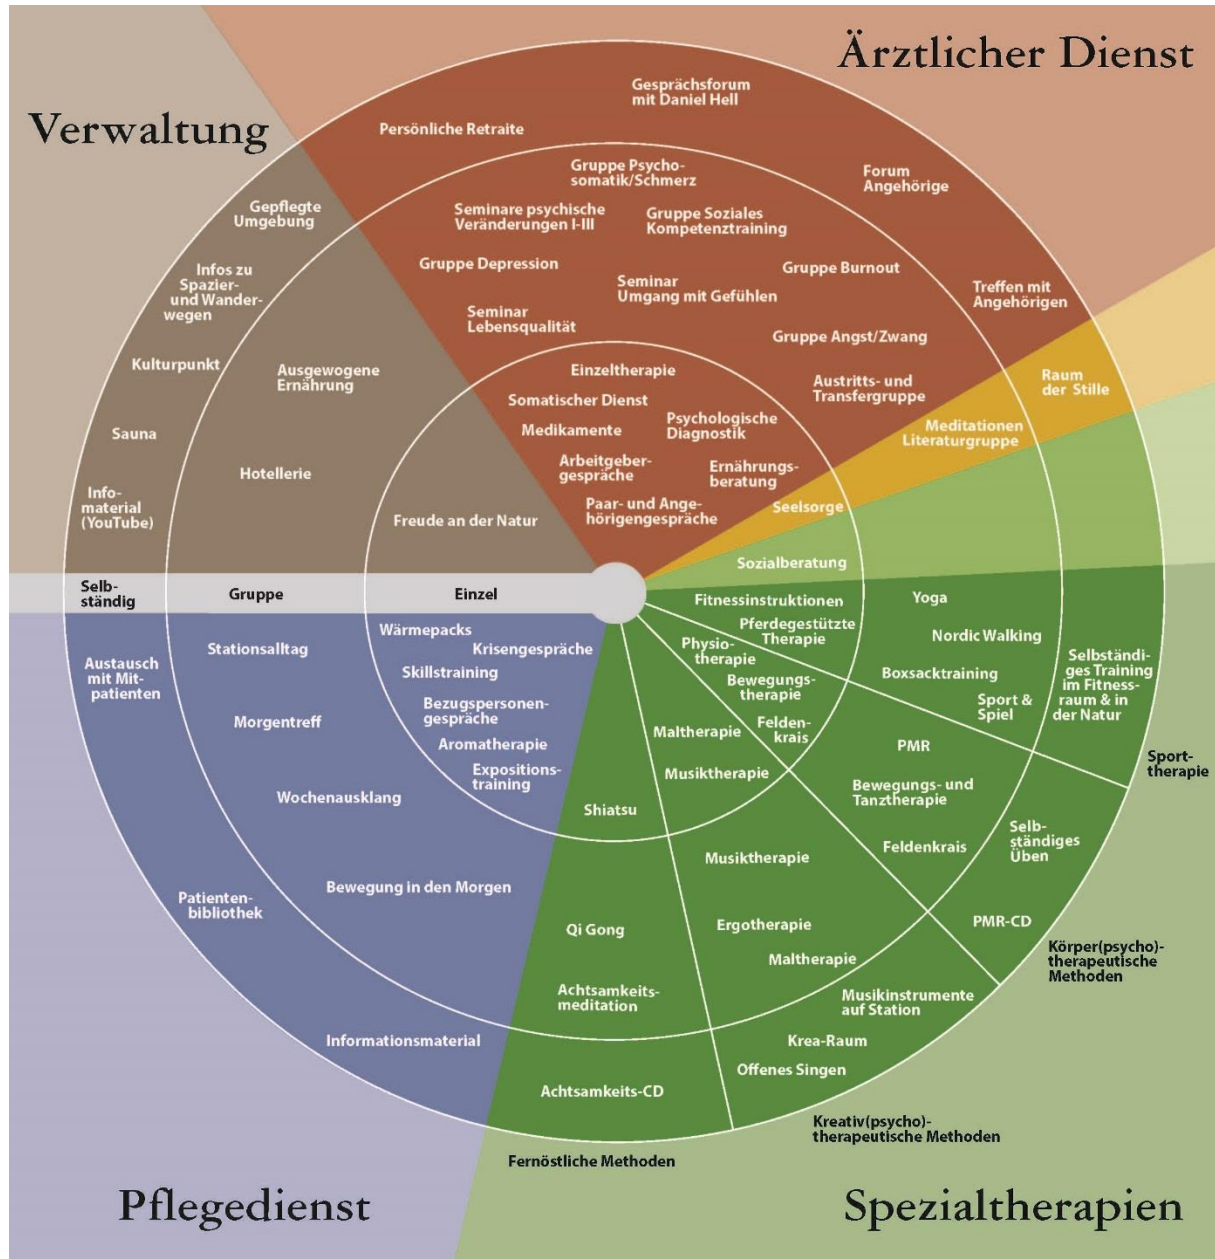 Ärztlicher Dienst
Verwaltung
Gesprächsforum
mit Daniel Hell
Persönliche Retraite
Forum
Angehörige
Treffen mit
Angehörigen
Gruppe Psycho-
somatik/Schmerz
Seminare psychische
Veränderungen I-III
Gruppe Soziales
Kompetenztraining
Gruppe Depression
Gruppe Burnout
Seminar
Umgang mit Gefühlen
Seminar
Lebensqualität
Gruppe Angst/Zwang
Austritts- und
Transfergruppe
Einzeltherapie
Somatischer Dienst
Psychologische
Diagnostik
Medikamente
Arbeitgeber-
gespräche
Ernährungs-
beratung
Paar- und Ange-
hörigengespräche
Gepflegte
Umgebung
Infos zu
Spazier-
und Wander-
wegen
Kulturpunkt
Sauna
Info-
material
(YouTube)
Ausgewogene
Ernährung
Hotellerie
Freude an der Natur
Raum
der Stille
Meditationen
Literaturgruppe
Seelsorge
Sozialberatung
Selb-
ständig
Gruppe
Einzel
Fitnessinstruktionen
Pferdegestützte
Therapie
Yoga
Nordic Walking
Boxsacktraining
Sport &
Spiel
Selbständi-
ges Training
im Fitness-
raum & in
der Natur
Sport-
therapie
Physio-
therapie
Bewegungs-
therapie
Felden-
krais
PMR
Bewegungs- und
Tanztherapie
Feldenkrais
Selb-
ständiges
Üben
PMR-CD
Körper(psycho)-
therapeutische
Methoden
Maltherapie
Musiktherapie
Musiktherapie
Ergotherapie
Maltherapie
Musikinstrumente
auf Station
Krea-Raum
Offenes Singen
Kreativ(psycho)-
therapeutische Methoden
Shiatsu
Qi Gong
Achtsamkeits-
meditation
Achtsamkeits-CD
Fernöstliche Methoden
Wärmepacks
Krisengespräche
Skillstraining
Bezugspersonen-
gespräche
Aromatherapie
Expositions-
training
Stationsalltag
Morgentreff
Wochenausklang
Bewegung in den Morgen
Austausch
mit Mit-
patienten
Patienten-
bibliothek
Informationsmaterial
Pflegedienst
Spezialtherapien